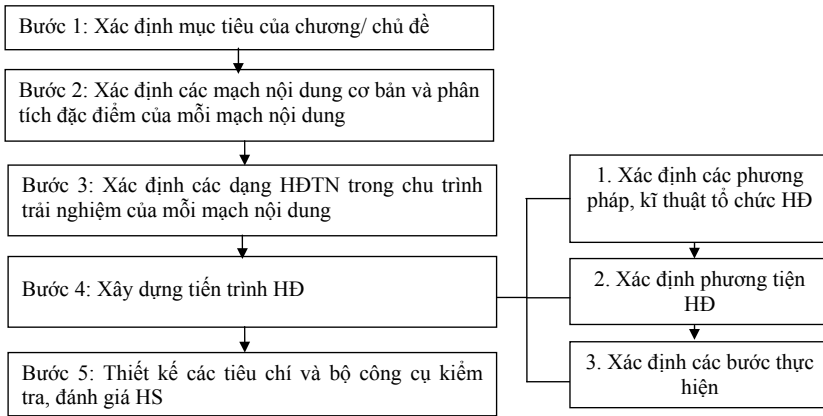 Bước 1: Xác định mục tiêu của chương/ chủ đề
Bước 2: Xác định các mạch nội dung cơ bản và phân
tích đặc điểm của mỗi mạch nội dung
Bước 3: Xác định các dạng HĐTN trong chu trình
trải nghiệm của mỗi mạch nội dung
Bước 4: Xây dựng tiến trình HĐ
Bước 5: Thiết kế các tiêu chí và bộ công cụ kiểm
tra, đánh giá HS
1. Xác định các phương
pháp, kĩ thuật tổ chức HĐ
2. Xác định phương tiện
HĐ
3. Xác định các bước thực
hiện